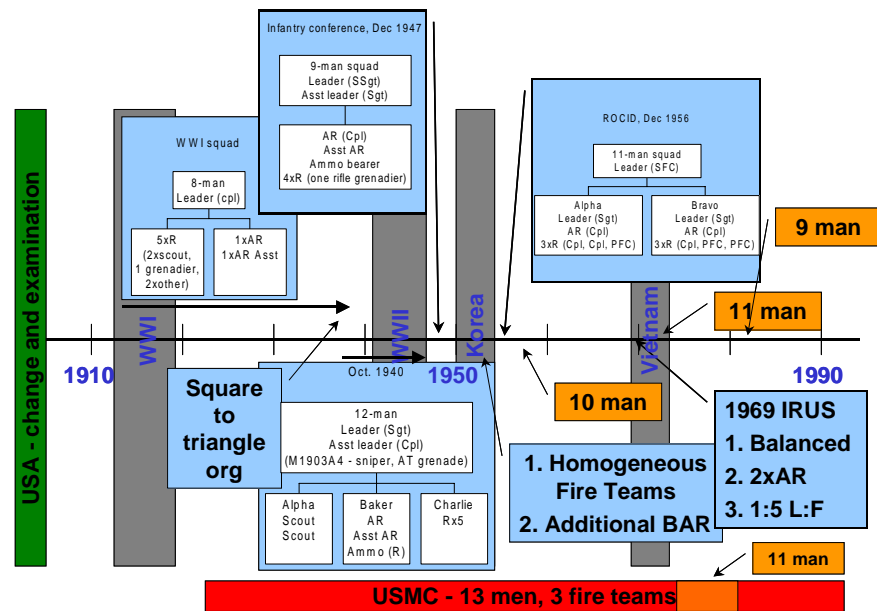 Infantry conference, Dec 1947
9-man squad
Leader (SSgt)
Asst leader (Sgt)
AR (Cpl)
Asst AR
Ammo bearer
4xR (one rifle grenadier)
WWI squad
8-man
Leader (cpl)
5xR
(2xscout,
1 grenadier,
2xother)
1xAR
1xAR Asst
ROCID, Dec 1956
11-man squad
Leader (SFC)
Alpha
Leader (Sgt)
AR (Cpl)
3xR (Cpl, Cpl, PFC)
Bravo
Leader (Sgt)
AR (Cpl)
3xR (Cpl, PFC, PFC)
9 man
11 man
USA - change and examination
WWI
WWII
Korea
Vietnam
1910
1950
1990
Square
to
triangle
org
Oct. 1940
12-man
Leader (Sgt)
Asst leader (Cpl)
(M1903A4 - sniper, AT grenade)
Alpha
Scout
Scout
Baker
AR
Asst AR
Ammo (R)
Charlie
Rx5
10 man
1. Homogeneous
Fire Teams
2. Additional BAR
1969 IRUS
1. Balanced
2. 2xAR
3. 1:5 L:F
11 man
USMC - 13 men, 3 fire teams